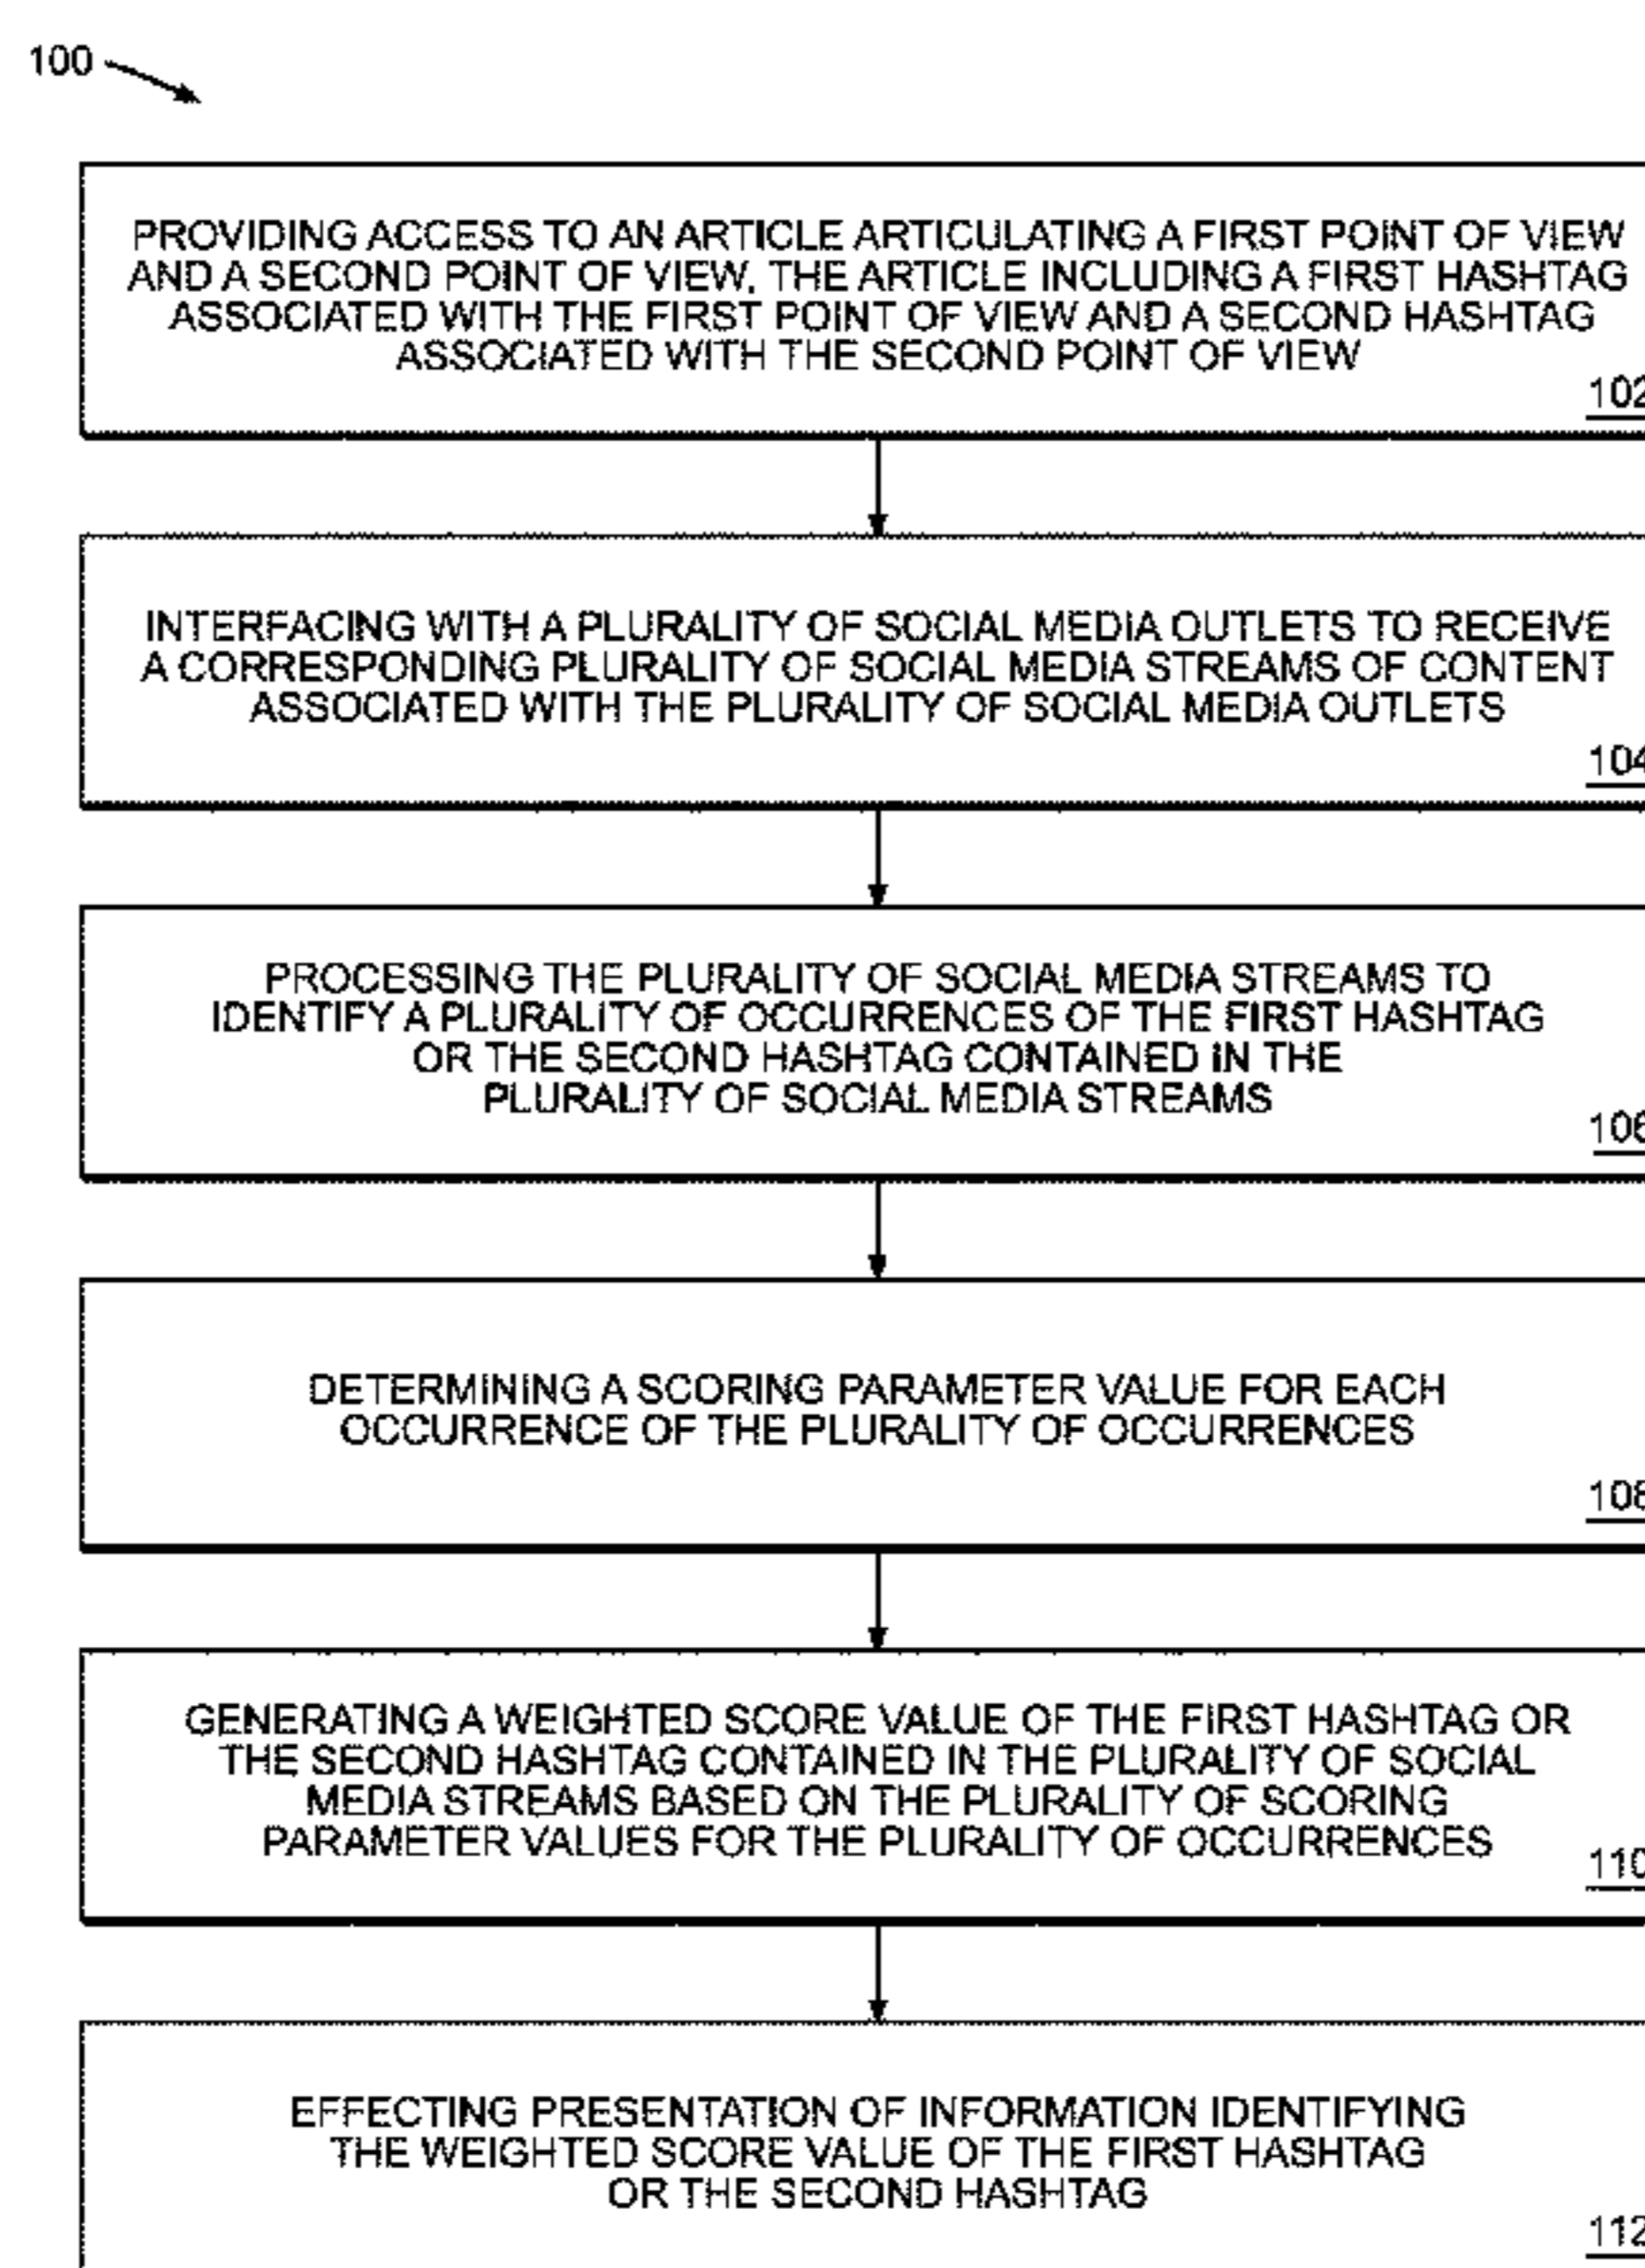 100
PROVIDING ACCESS TO AN ARTICLE ARTICULATING A FIRST POINT OF VIEW
AND A SECOND POINT OF VIEW, THE ARTICLE INCLUDING A FIRST HASHTAG
ASSOCIATED WITH THE FIRST POINT OF VIEW AND A SECOND HASHTAG
ASSOCIATED WITH THE SECOND POINT OF VIEW
102
INTERFACING WITH A PLURALITY OF SOCIAL MEDIA OUTLETS TO RECEIVE
A CORRESPONDING PLURALITY OF SOCIAL MEDIA STREAMS OF CONTENT
ASSOCIATED WITH THE PLURALITY OF SOCIAL MEDIA OUTLETS
104
PROCESSING THE PLURALITY OF SOCIAL MEDIA STREAMS TO
IDENTIFY A PLURALITY OF OCCURRENCES OF THE FIRST HASHTAG
OR THE SECOND HASHTAG CONTAINED IN THE
PLURALITY OF SOCIAL MEDIA STREAMS
106
DETERMINING A SCORING PARAMETER VALUE FOR EACH
OCCURRENCE OF THE PLURALITY OF OCCURRENCES
108
GENERATING A WEIGHTED SCORE VALUE OF THE FIRST HASHTAG OR
THE SECOND HASHTAG CONTAINED IN THE PLURALITY OF SOCIAL
MEDIA STREAMS BASED ON THE PLURALITY OF SCORING
PARAMETER VALUES FOR THE PLURALITY OF OCCURRENCES
110
EFFECTING PRESENTATION OF INFORMATION IDENTIFYING
THE WEIGHTED SCORE VALUE OF THE FIRST HASHTAG
OR THE SECOND HASHTAG
112